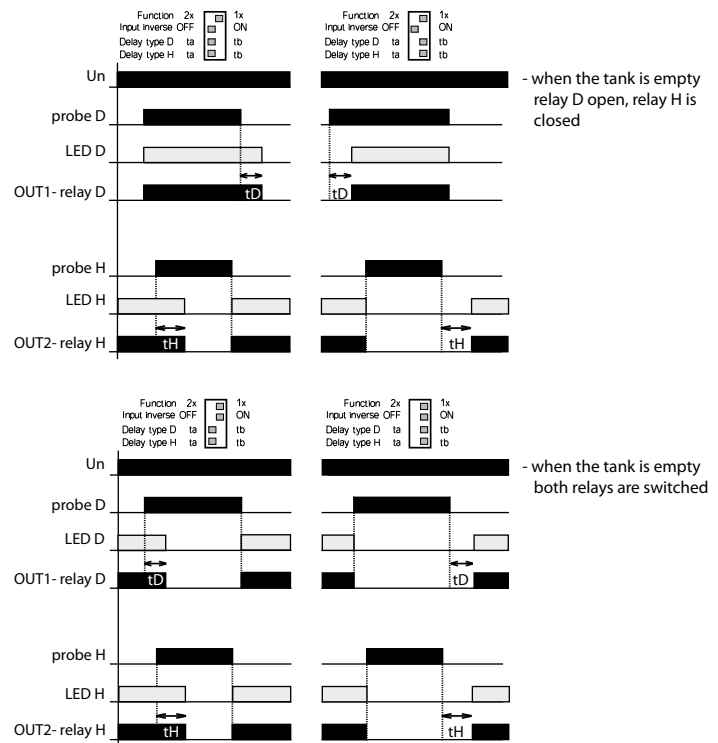 Function 2x 1x
Input inverse OFF ON
Delay type D ta tb
Delay type H ta tb
Function 2x 1x
Input inverse OFF ON
Delay type D ta tb
Delay type H ta tb
Un
- when the tank is empty
relay D open, relay H is
closed
probe D
LED D
OUT1- relay D
tD
tD
probe H
LED H
OUT2- relay H
tH
tH
Function 2x 1x
Input inverse OFF ON
Delay type D ta tb
Delay type H ta tb
Function 2x 1x
Input inverse OFF ON
Delay type D ta tb
Delay type H ta tb
Un
- when the tank is empty
both relays are switched
probe D
LED D
OUT1- relay D
tD
tD
probe H
LED H
OUT2- relay H
tH
tH